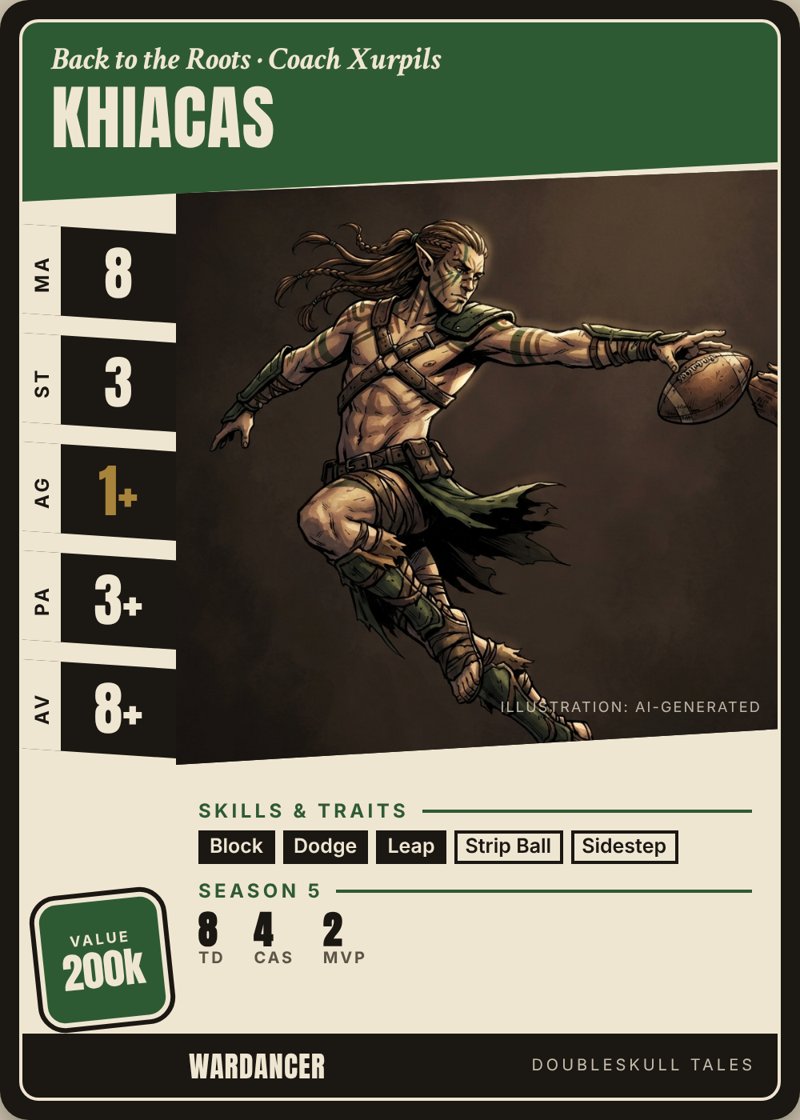 Back to the Roots · Coach Xurpils
KHIACAS
MA 8
ST 3
AG 1+
PA 3+
AV 8+
ILLUSTRATION: AI-GENERATED
SKILLS & TRAITS
Block Dodge Leap Strip Ball Sidestep
SEASON 5
8 4 2
TD CAS MVP
VALUE
200k
WARDANCER DOUBLESKULL TALES